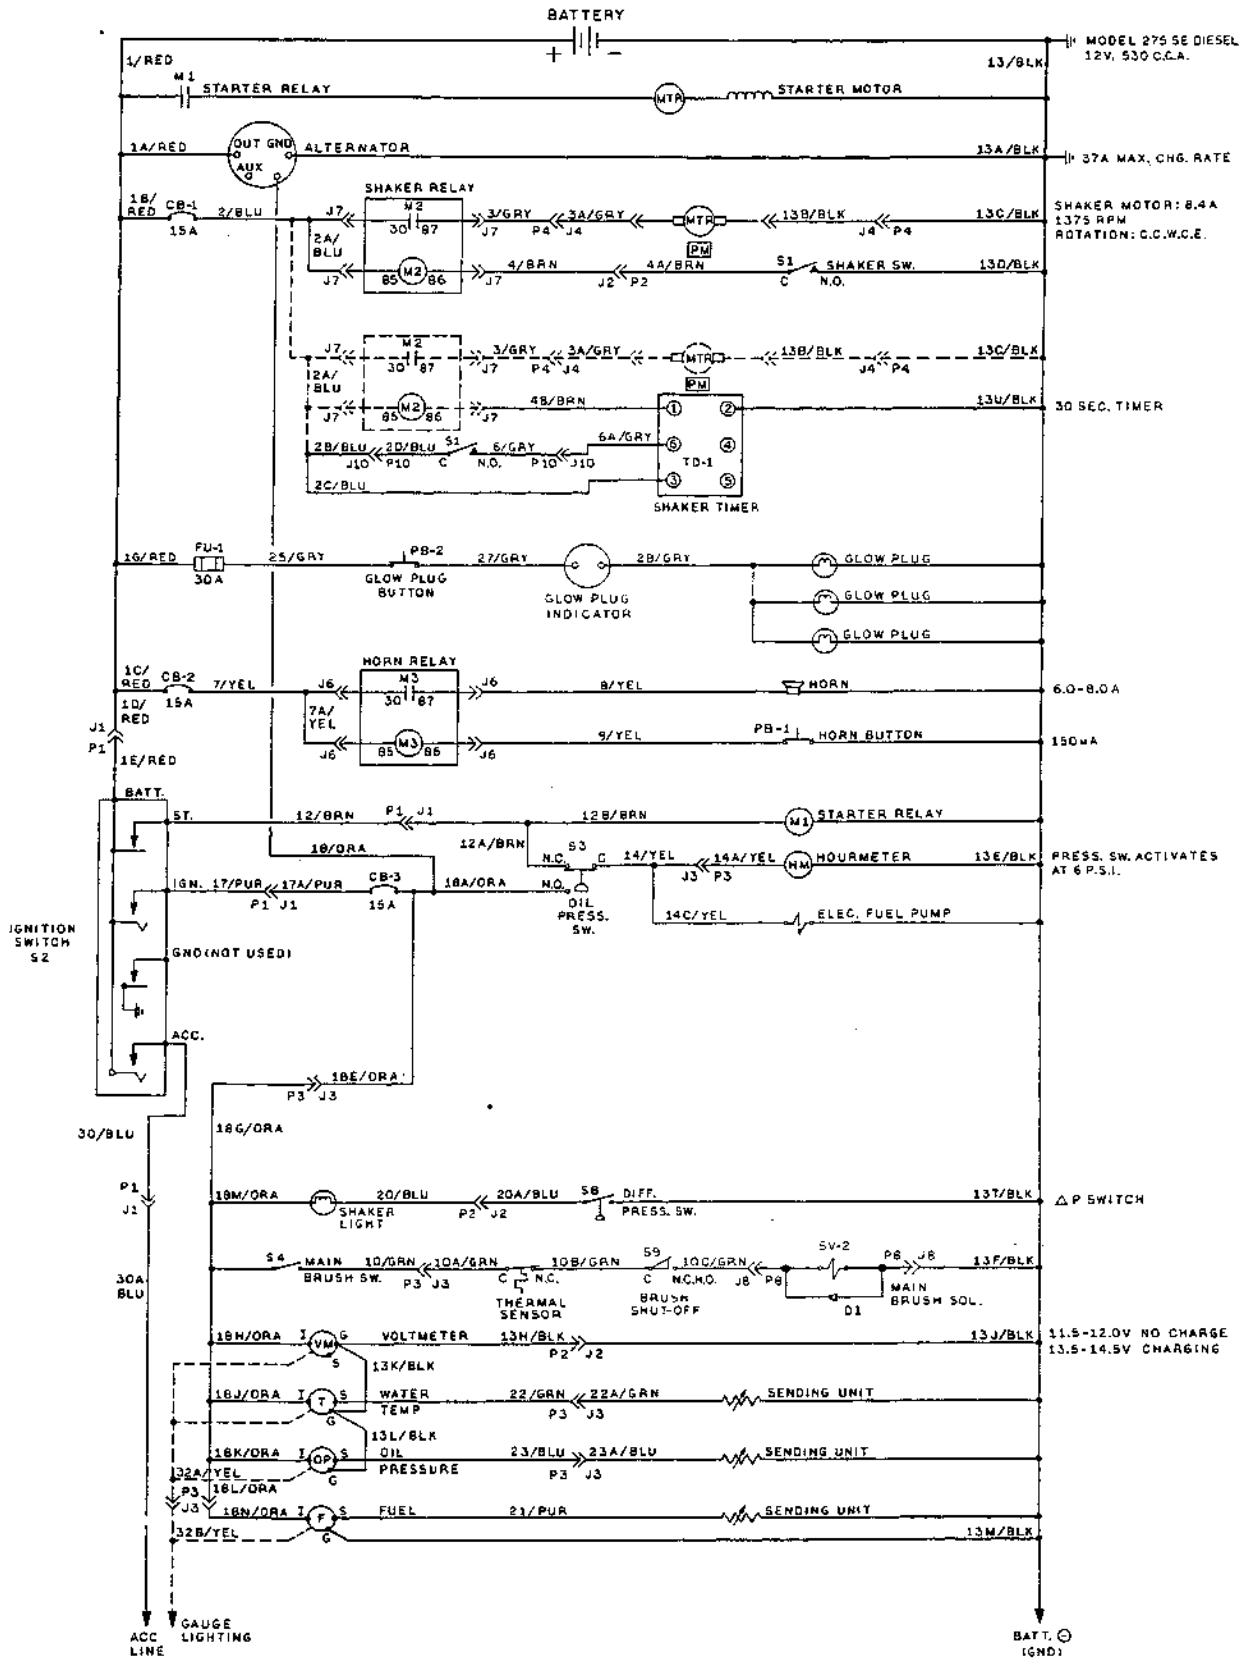 BATTERY
+ −
1/RED
13/BLK
MODEL 275 SE DIESEL
12V, 530 C.C.A.
M1
STARTER RELAY
MTR
STARTER MOTOR
1A/RED
OUT GND
AUX
ALTERNATOR
13A/BLK
37A MAX. CHG. RATE
SHAKER RELAY
1B/
RED
CB-1
15A
2/BLU
J7
M2
30 87
3/GRY
J7
3A/GRY
P4 J4
MTR
PM
13B/BLK
J4 P4
13C/BLK
SHAKER MOTOR: 8.4A
1375 RPM
ROTATION: C.C.W.C.E.
2A/
BLU
J7
85 M2 86
J7
4/BRN
J2 P2
4A/BRN
S1
C N.O.
SHAKER SW.
13D/BLK
J7
M2
30 87
3/GRY
J7
3A/GRY
P4 J4
MTR
PM
13B/BLK
J4 P4
13C/BLK
2A/
BLU
J7
85 M2 86
J7
4B/BRN
1 2
13U/BLK
30 SEC. TIMER
2B/BLU
J10 P10
2D/BLU
S1
C N.O.
6/GRY
P10 J10
6A/GRY
6 4
TD-1
2C/BLU
3 5
SHAKER TIMER
1G/RED
FU-1
30A
25/GRY
PB-2
GLOW PLUG
BUTTON
27/GRY
GLOW PLUG
INDICATOR
28/GRY
GLOW PLUG
GLOW PLUG
GLOW PLUG
HORN RELAY
1C/
RED
CB-2
15A
7/YEL
J6
M3
30 87
J6
8/YEL
HORN
6.0-8.0A
1D/
RED
7A/
YEL
J6
85 M3 86
J6
9/YEL
PB-1
HORN BUTTON
150MA
J1
P1
1E/RED
BATT.
ST.
12/BRN
P1 J1
12B/BRN
M1
STARTER RELAY
12A/BRN
18/ORA
S3
N.C. C
14/YEL
14A/YEL
J3 P3
HM
HOURMETER
13E/BLK
PRESS. SW. ACTIVATES
AT 6 P.S.I.
IGN.
17/PUR
17A/PUR
P1 J1
CB-3
15A
18A/ORA
N.O.
OIL
PRESS.
SW.
14C/YEL
ELEC. FUEL PUMP
IGNITION
SWITCH
S2
GND(NOT USED)
ACC.
18E/ORA
P3 J3
30/BLU
18G/ORA
P1
J1
18M/ORA
SHAKER
LIGHT
20/BLU
P2 J2
20A/BLU
S8
DIFF.
PRESS. SW.
13T/BLK
△P SWITCH
30A
BLU
S4
MAIN
BRUSH SW.
10/GRN
P3 J3
10A/GRN
C N.C.
THERMAL
SENSOR
10B/GRN
S9
C N.C.H.O.
BRUSH
SHUT-OFF
10C/GRN
J8 P8
SV-2
D1
P8 J8
MAIN
BRUSH SOL.
13F/BLK
18H/ORA
I VM G
S
VOLTMETER
13H/BLK
P2 J2
13J/BLK
11.5-12.0V NO CHARGE
13.5-14.5V CHARGING
13K/BLK
18J/ORA
I T S
G
WATER
TEMP
22/GRN
P3 J3
22A/GRN
SENDING UNIT
13L/BLK
18K/ORA
I OP S
G
OIL
PRESSURE
23/BLU
P3 J3
23A/BLU
SENDING UNIT
32A/YEL
18L/ORA
P3
J3
18N/ORA
I F S
G
FUEL
21/PUR
SENDING UNIT
32B/YEL
13M/BLK
ACC
LINE
GAUGE
LIGHTING
BATT. ⊖
(GND)